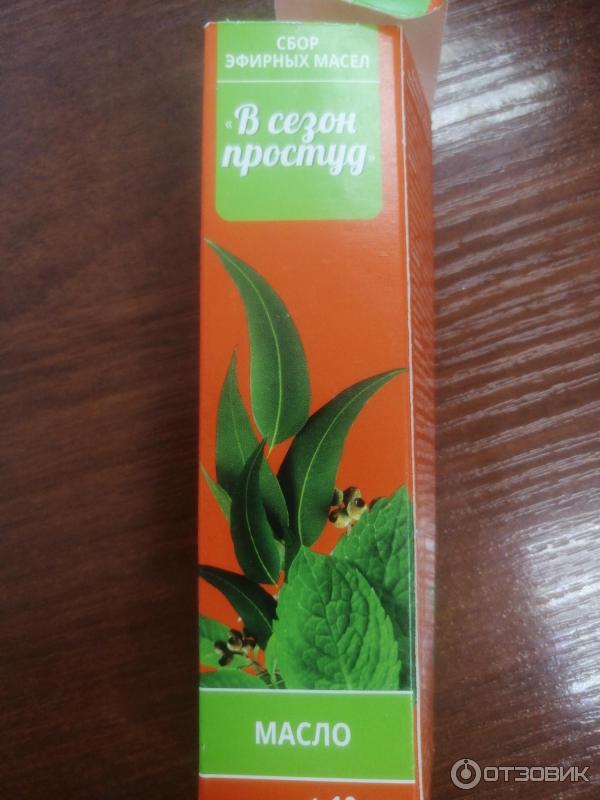 СБОР
ЭФИРНЫХ МАСЕЛ
«В сезон
простуд»
МАСЛО
ОТЗОВИК